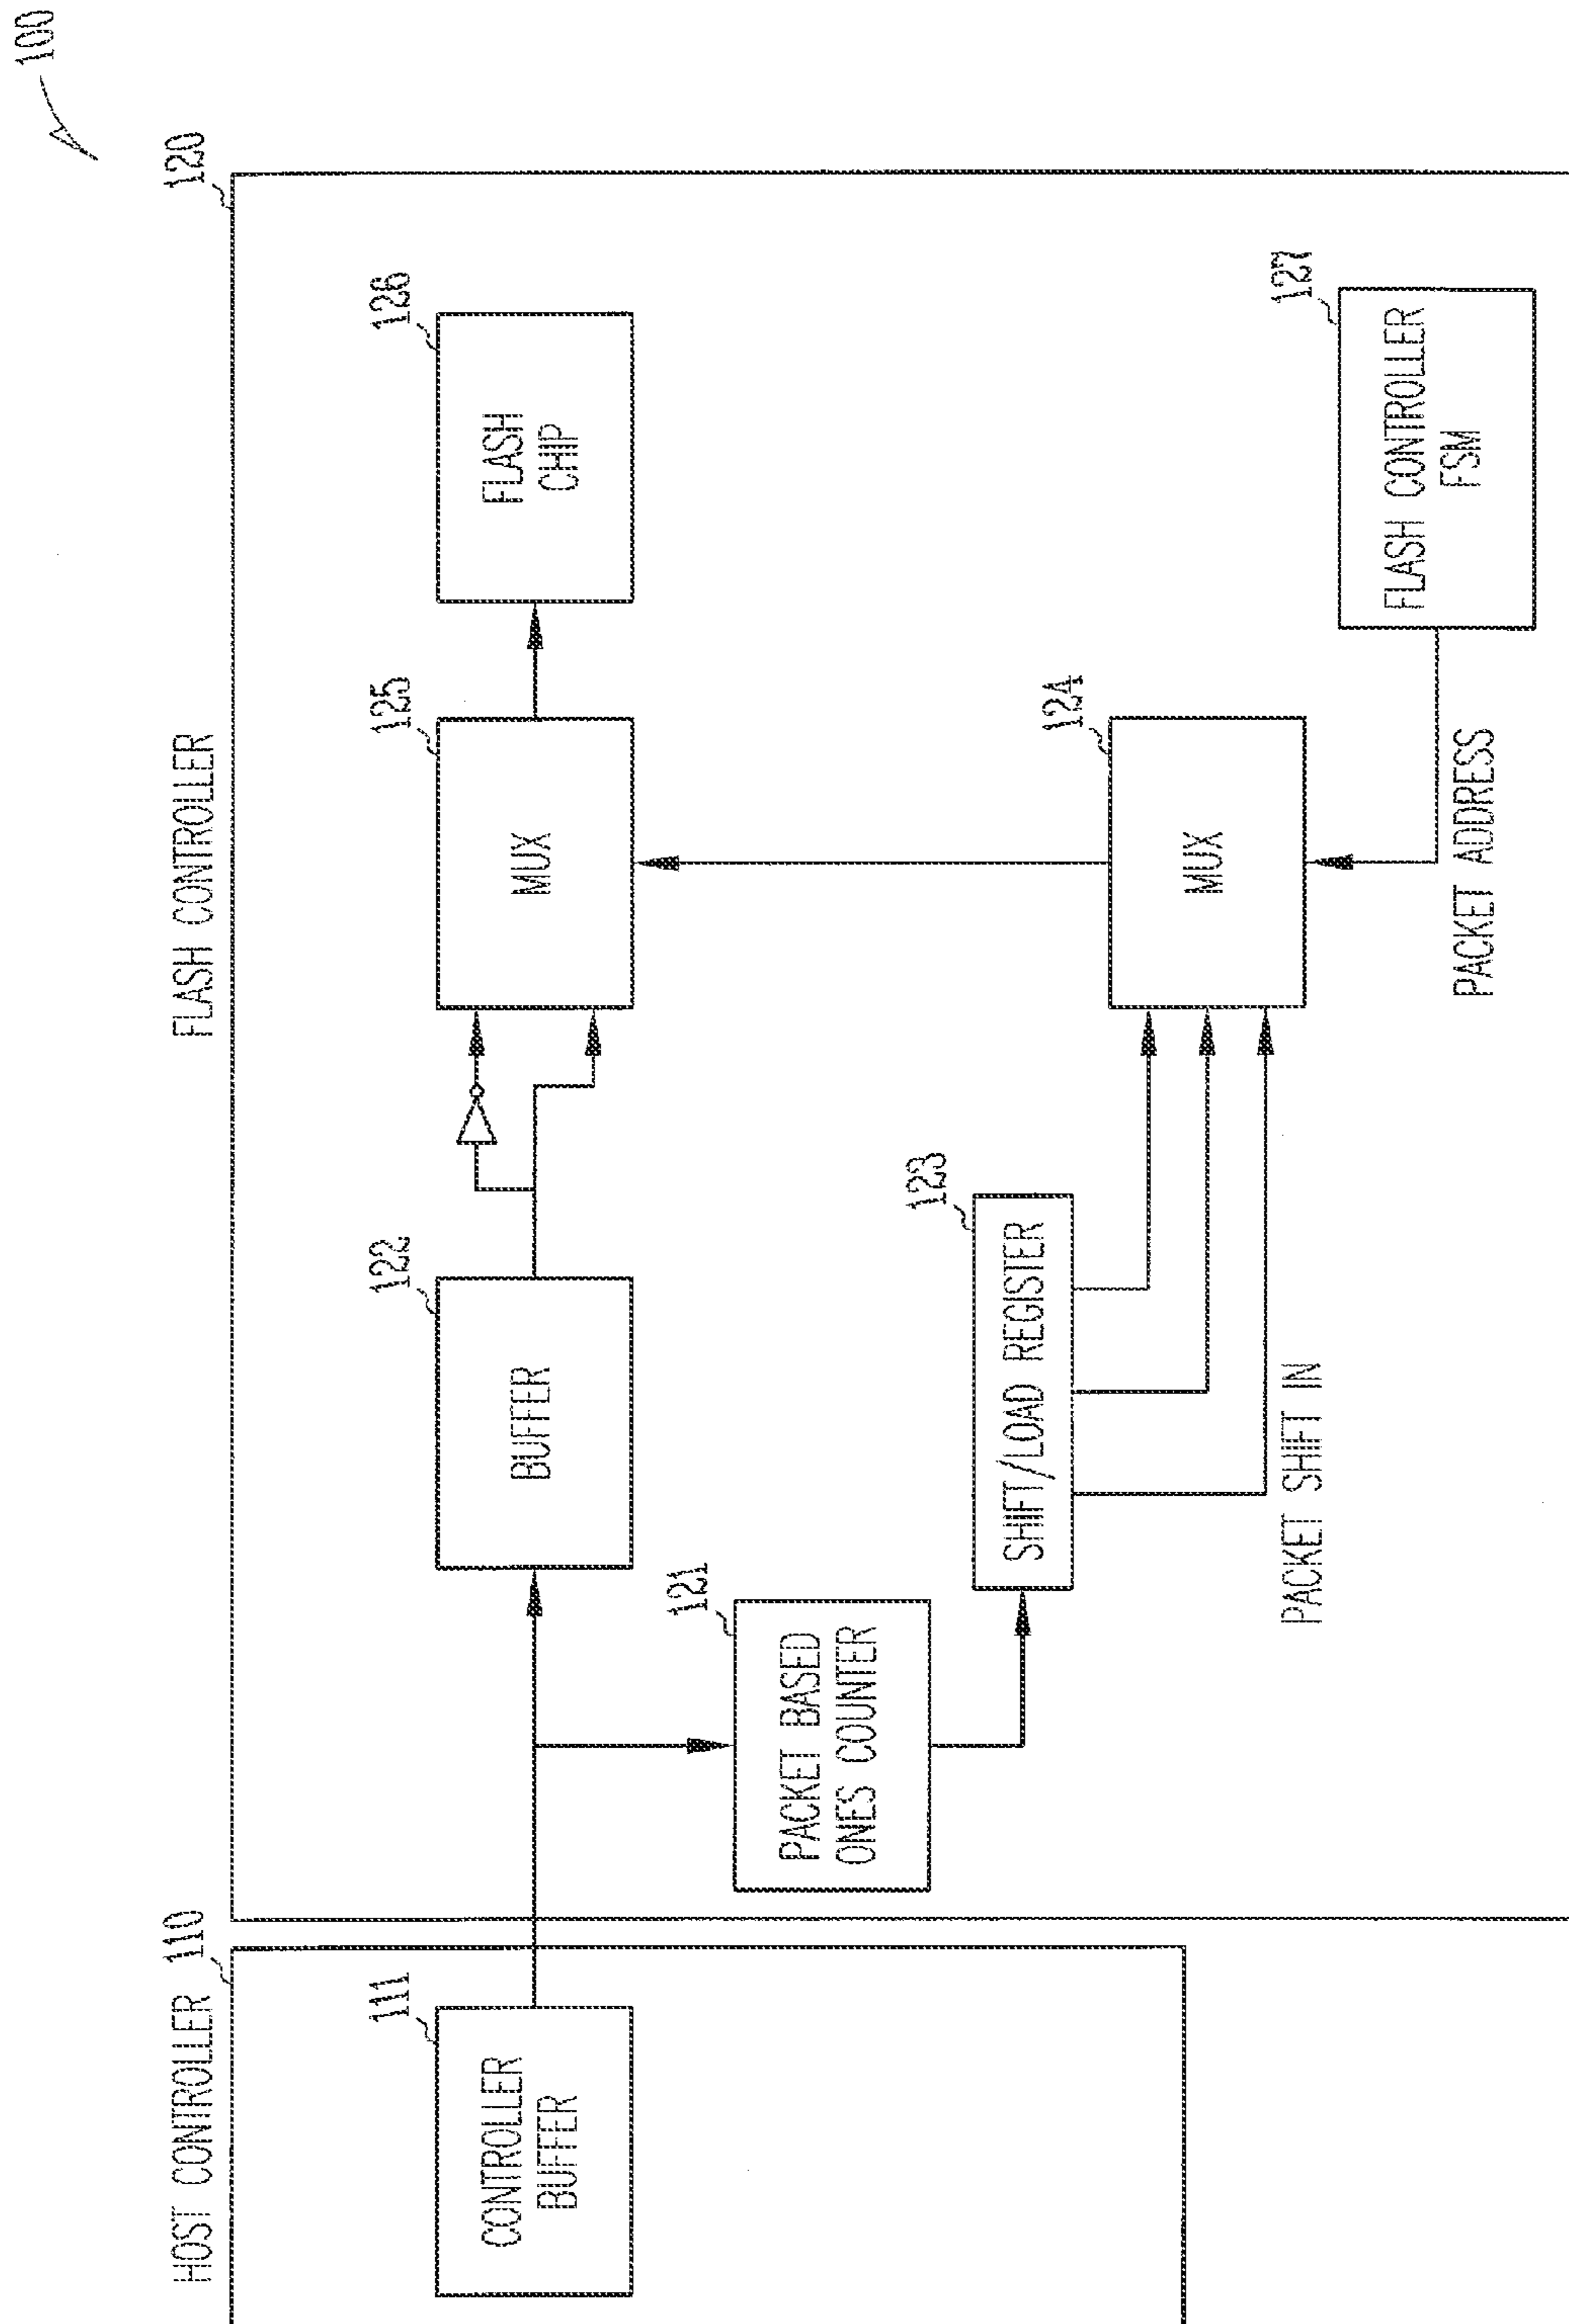 100
HOST CONTROLLER 110
FLASH CONTROLLER
120
111
CONTROLLER
BUFFER
122
BUFFER
125
MUX
126
FLASH
CHIP
121
PACKET BASED
ONES COUNTER
123
SHIFT/LOAD REGISTER
124
MUX
127
FLASH CONTROLLER
FSM
PACKET SHIFT IN
PACKET ADDRESS